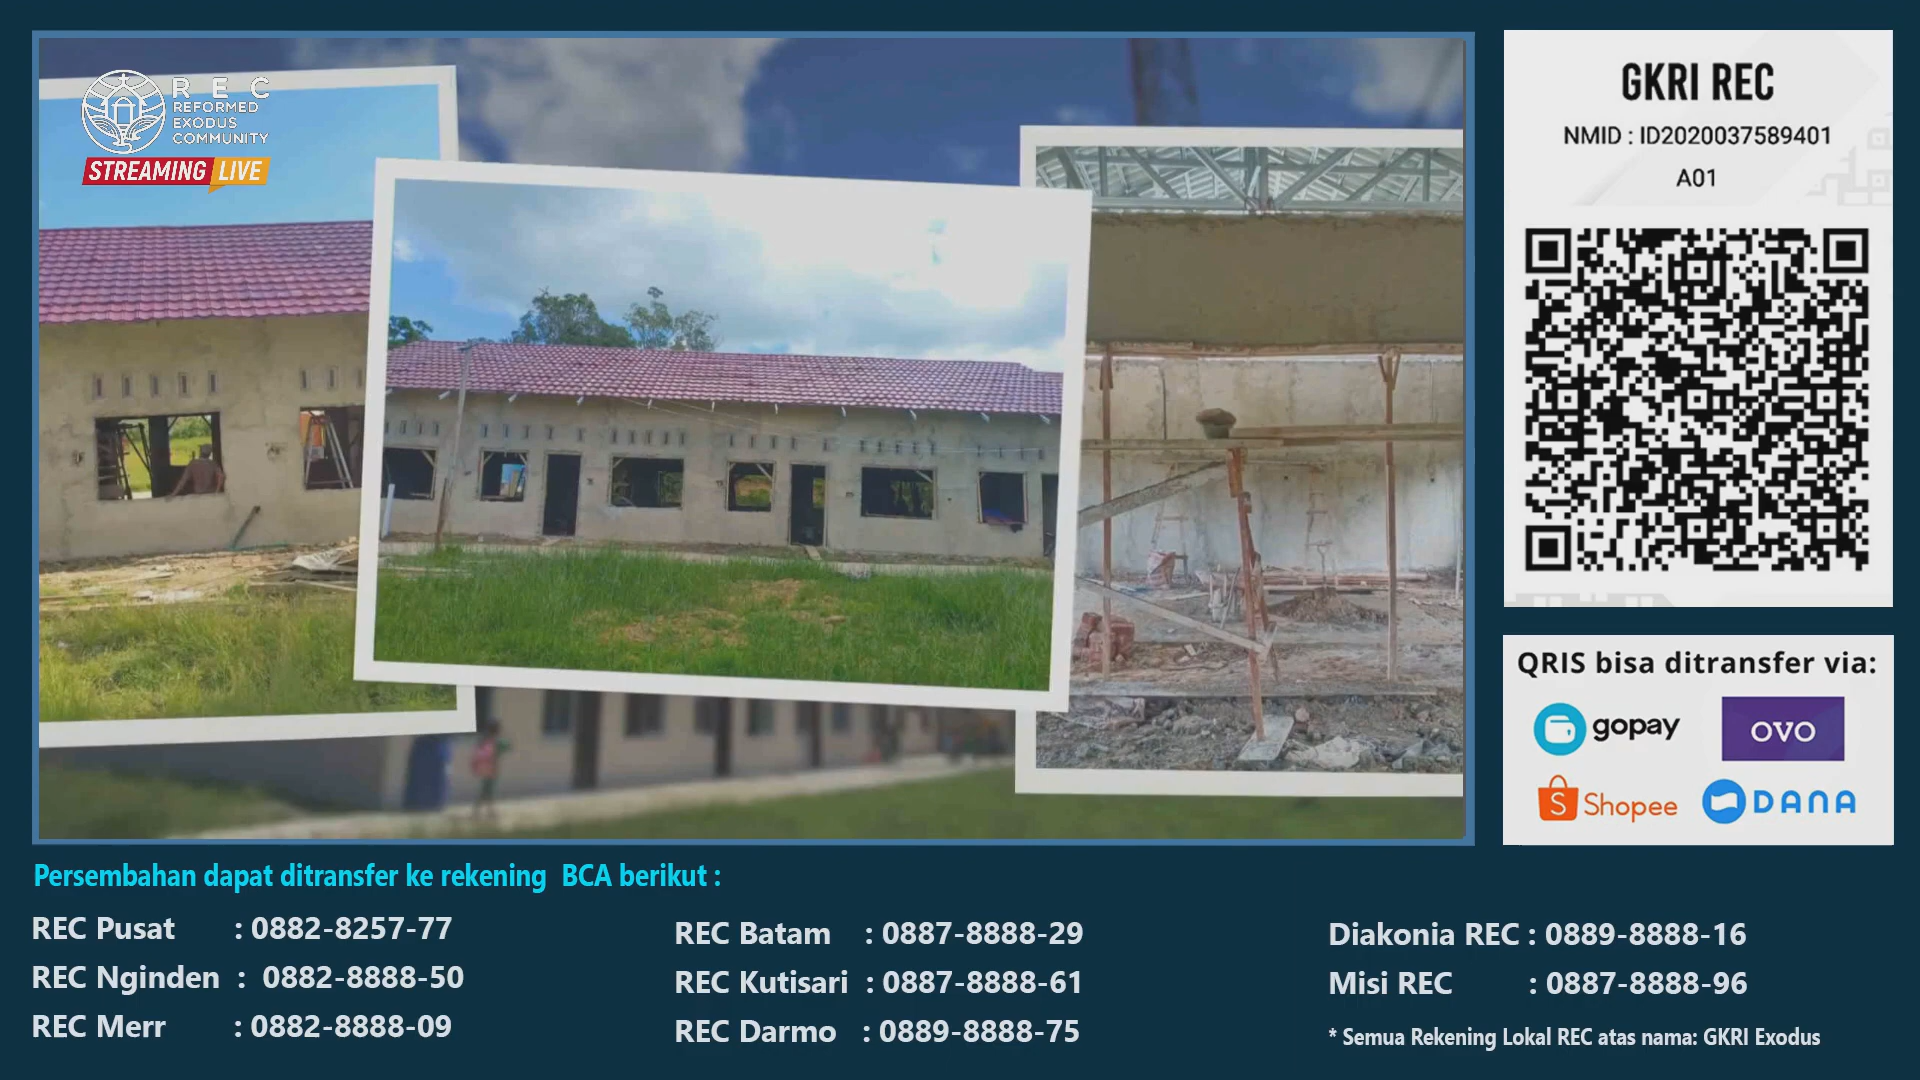 REC
REFORMED
EXODUS
COMMUNITY
STREAMING LIVE
GKRI REC
NMID : ID2020037589401
A01
QRIS bisa ditransfer via:
gopay
OVO
Shopee
DANA
Persembahan dapat ditransfer ke rekening BCA berikut :
REC Pusat : 0882-8257-77
REC Nginden : 0882-8888-50
REC Merr : 0882-8888-09
REC Batam : 0887-8888-29
REC Kutisari : 0887-8888-61
REC Darmo : 0889-8888-75
Diakonia REC : 0889-8888-16
Misi REC : 0887-8888-96
* Semua Rekening Lokal REC atas nama: GKRI Exodus